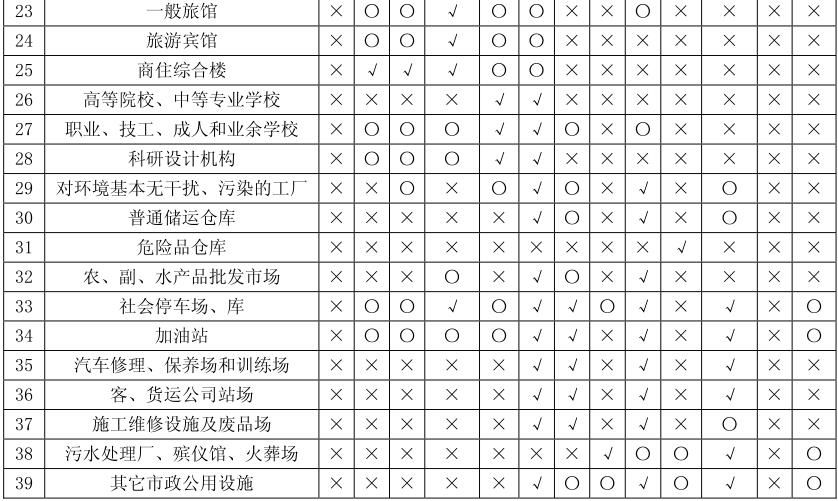 23 一般旅馆 × ○ ○ √ ○ ○ × × ○ × × × ×
24 旅游宾馆 × ○ ○ √ ○ ○ × × × × × × ×
25 商住综合楼 × √ √ √ ○ ○ × × × × × × ×
26 高等院校、中等专业学校 × × × × √ √ × × × × × × ×
27 职业、技工、成人和业余学校 × ○ ○ ○ √ √ ○ × ○ × × × ×
28 科研设计机构 × ○ ○ ○ √ √ × × × × × × ×
29 对环境基本无干扰、污染的工厂 × × ○ × ○ √ ○ × √ × ○ × ×
30 普通储运仓库 × × × × × √ ○ × √ × ○ × ×
31 危险品仓库 × × × × × × × × × √ × × ×
32 农、副、水产品批发市场 × × × ○ × √ ○ × √ × × × ×
33 社会停车场、库 × ○ ○ √ ○ √ √ ○ √ × √ × ○
34 加油站 × ○ ○ ○ ○ √ √ × √ × √ × ○
35 汽车修理、保养场和训练场 × × × × × √ √ × √ × √ × ×
36 客、货运公司站场 × × × × × √ √ × √ × √ × ×
37 施工维修设施及废品场 × × × × × √ √ × √ × ○ × ×
38 污水处理厂、殡仪馆、火葬场 × × × × × × × √ ○ ○ √ × ○
39 其它市政公用设施 × × × × × √ ○ ○ √ ○ √ × ○